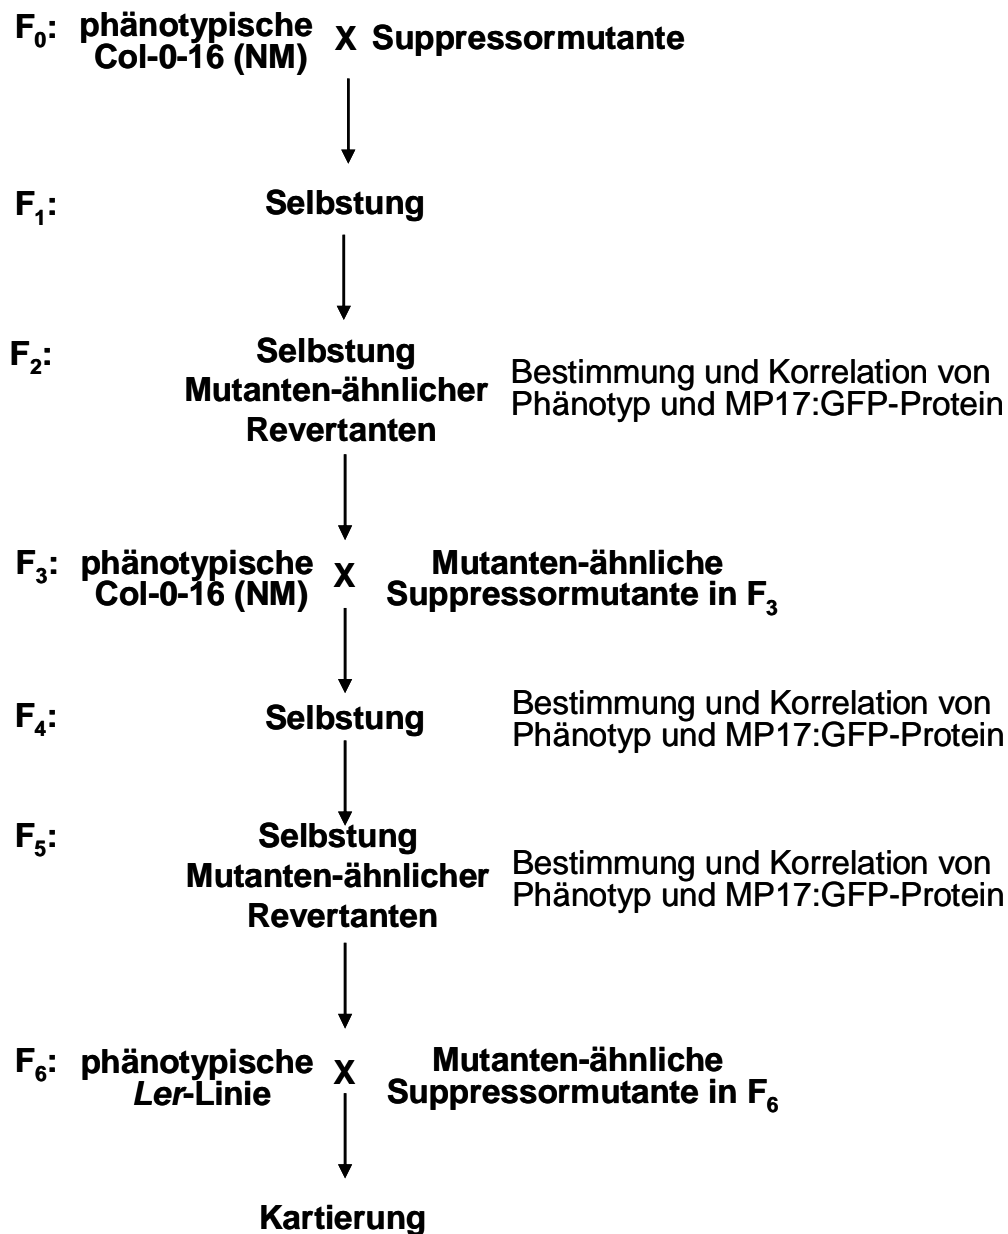 F0: phänotypische X Suppressormutante
Col-0-16 (NM)
F1: Selbstung
F2: Selbstung
Mutanten-ähnlicher
Revertanten
Bestimmung und Korrelation von
Phänotyp und MP17:GFP-Protein
F3: phänotypische X Mutanten-ähnliche
Col-0-16 (NM) Suppressormutante in F3
F4: Selbstung
Bestimmung und Korrelation von
Phänotyp und MP17:GFP-Protein
F5: Selbstung
Mutanten-ähnlicher
Revertanten
Bestimmung und Korrelation von
Phänotyp und MP17:GFP-Protein
F6: phänotypische X Mutanten-ähnliche
Ler-Linie Suppressormutante in F6
Kartierung